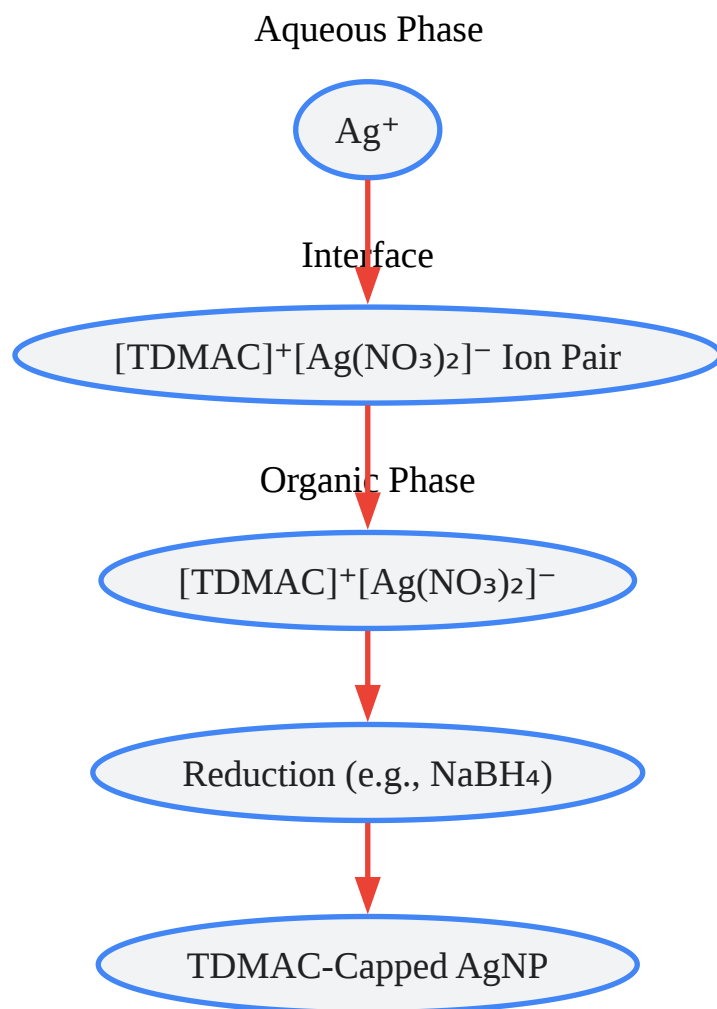 Aqueous Phase
Ag⁺
Interface
[TDMAC]⁺[Ag(NO₃)₂]⁻ Ion Pair
Organic Phase
[TDMAC]⁺[Ag(NO₃)₂]⁻
Reduction (e.g., NaBH₄)
TDMAC-Capped AgNP